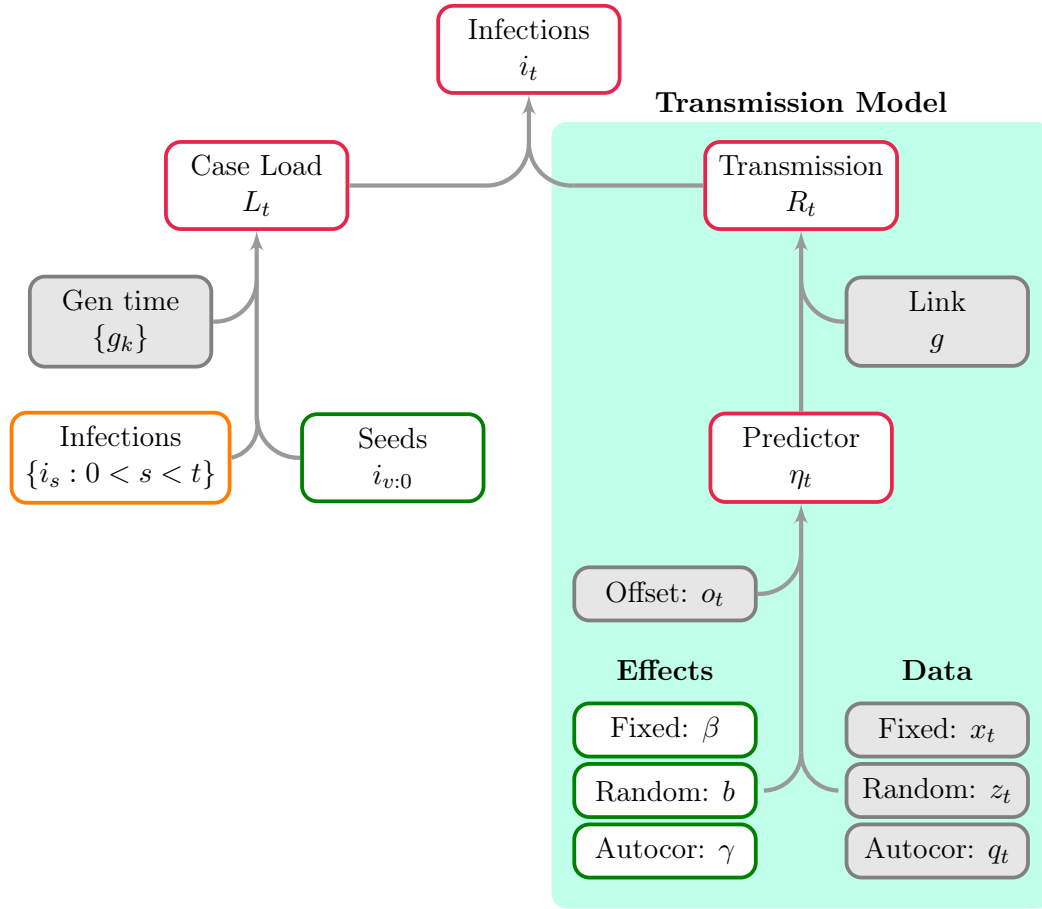 Infections
i_t
Transmission Model
Case Load
L_t
Transmission
R_t
Gen time
{g_k}
Link
g
Infections
{i_s : 0 < s < t}
Seeds
i_{v:0}
Predictor
η_t
Offset: o_t
Effects
Data
Fixed: β
Fixed: x_t
Random: b
Random: z_t
Autocor: γ
Autocor: q_t